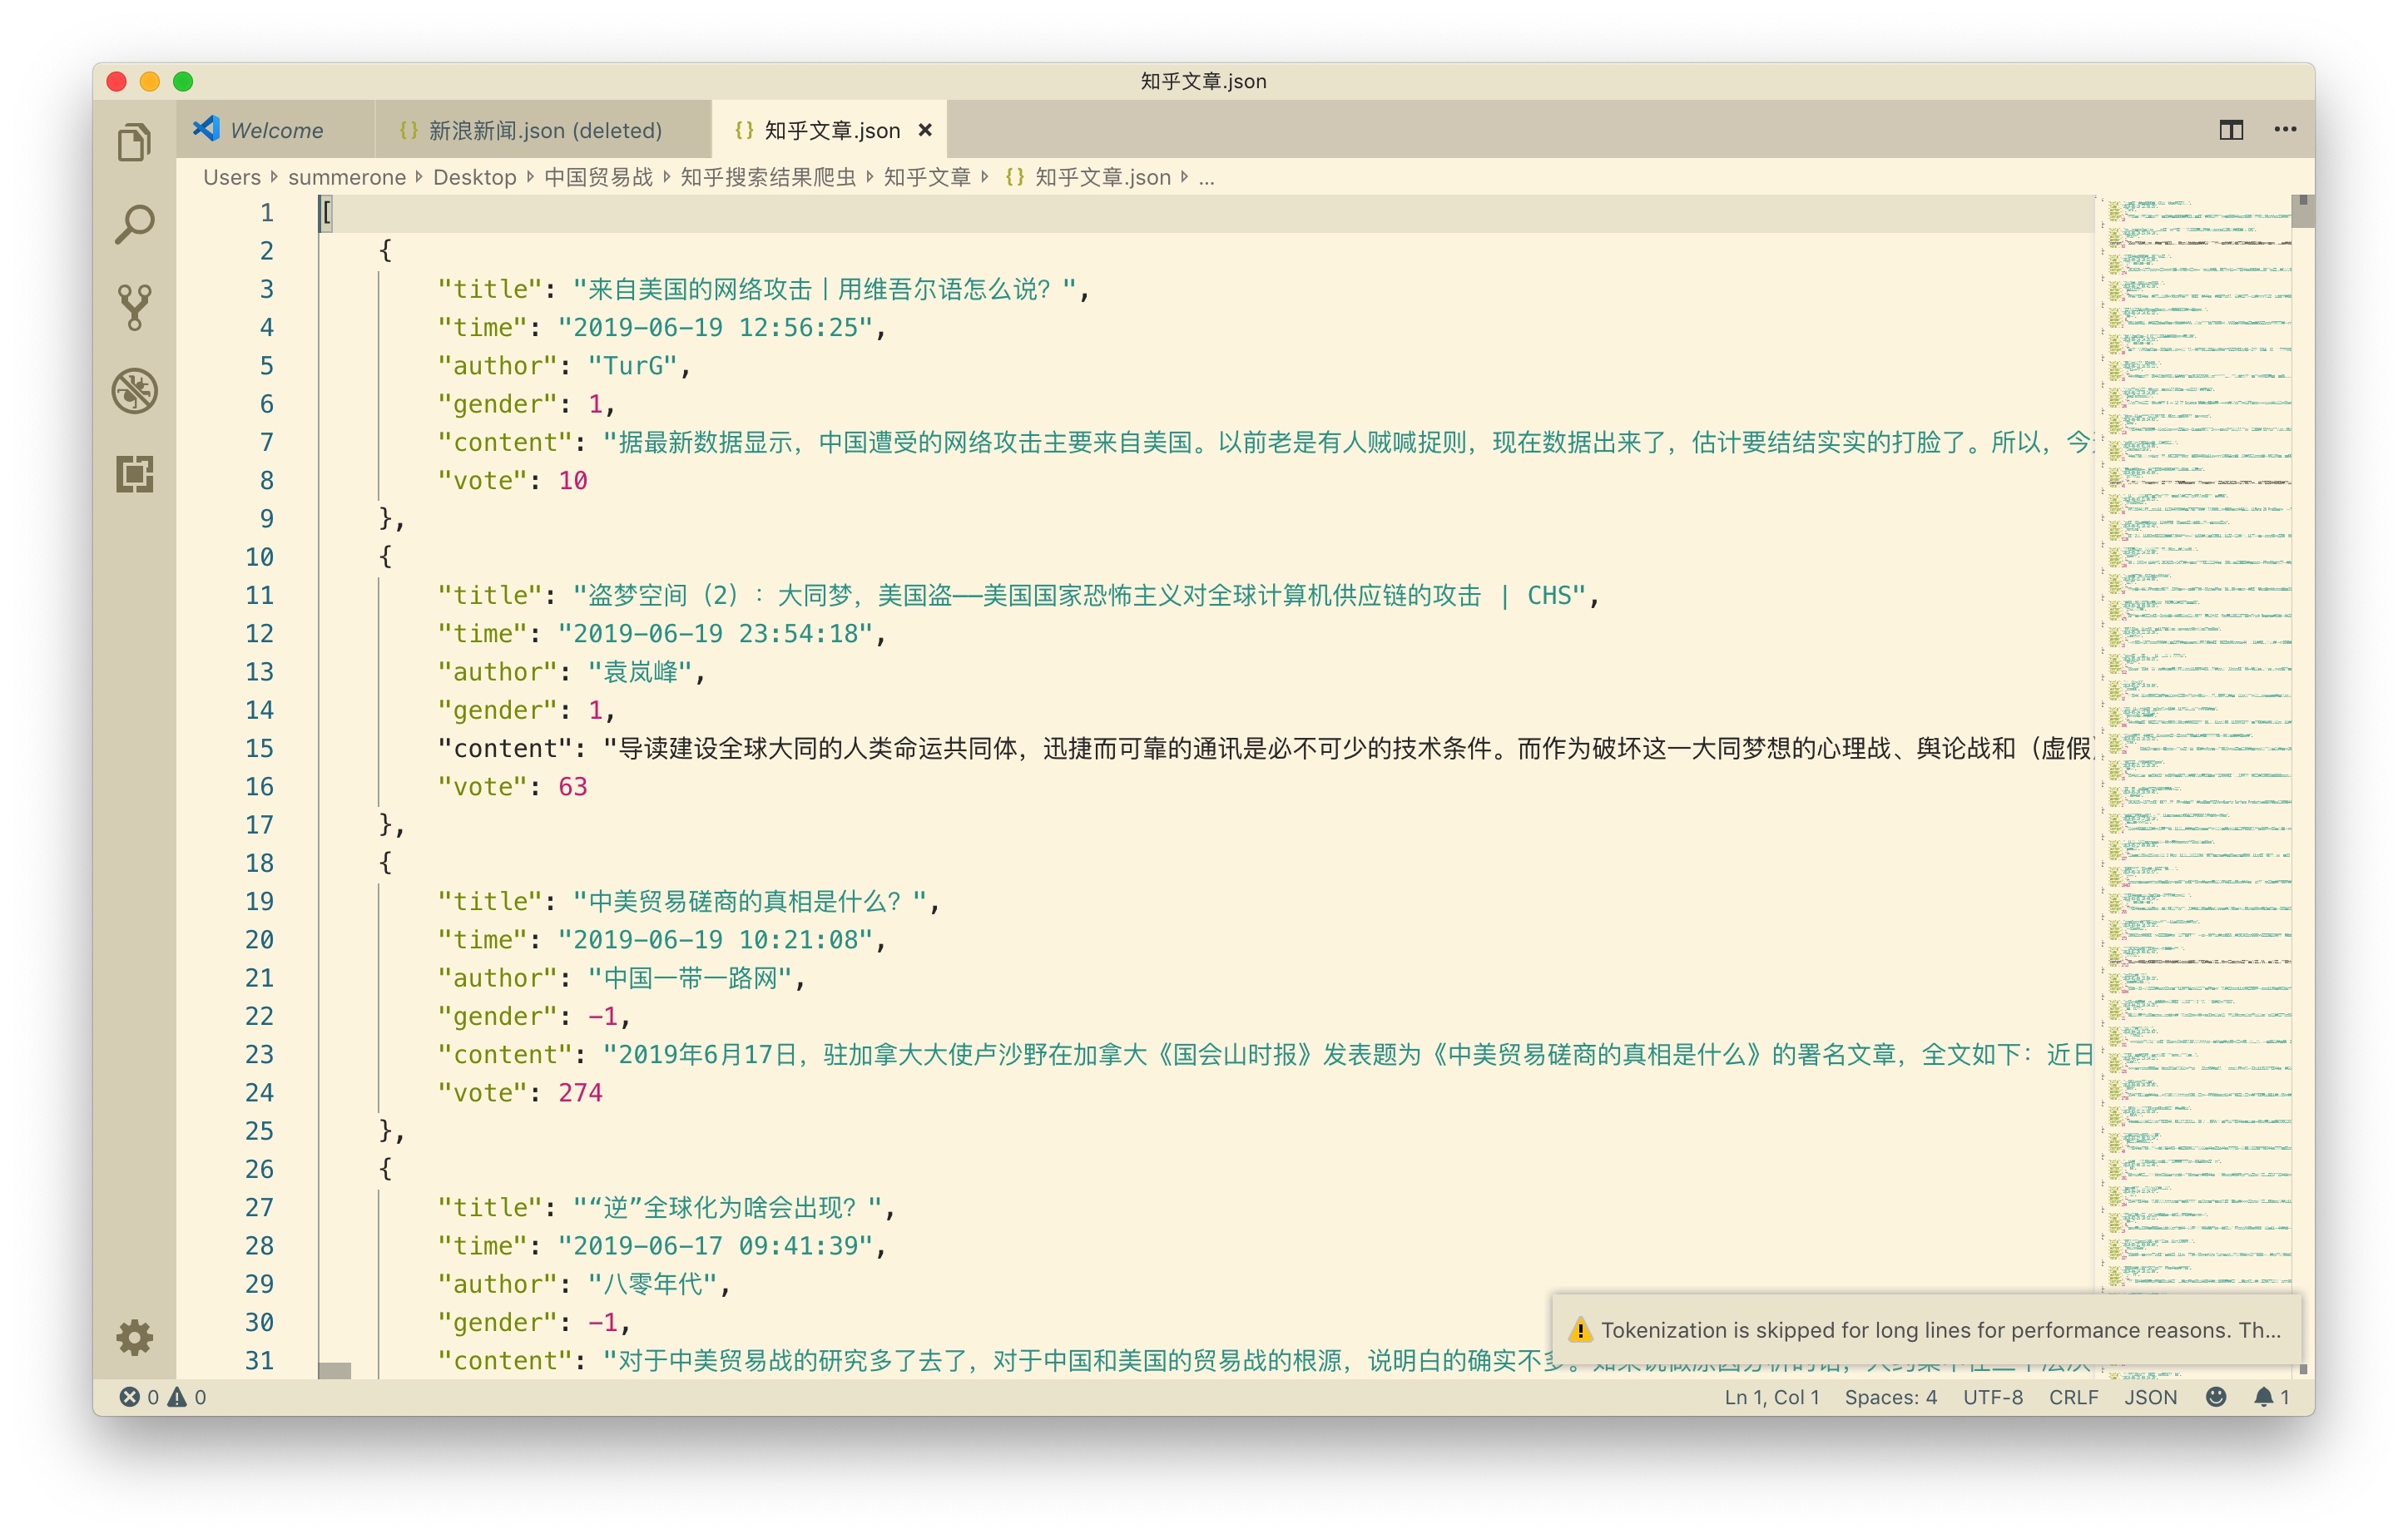 知乎文章.json
Welcome
新浪新闻.json (deleted)
知乎文章.json
Users Desktop summerone 中国贸易战 知乎搜索结果爬虫 知乎文章 知乎文章.json ...
1 [
2 {
3 "title": "来自美国的网络攻击丨用维吾尔语怎么说？",
4 "time": "2019-06-19 12:56:25",
5 "author": "TurG",
6 "gender": 1,
7 "content": "据最新数据显示，中国遭受的网络攻击主要来自美国。以前老是有人贼喊捉则，现在数据出来了，估计要结结实实的打脸了。所以，今
8 "vote": 10
9 },
10 {
11 "title": "盗梦空间（2）：大同梦，美国盗——美国国家恐怖主义对全球计算机供应链的攻击 | CHS",
12 "time": "2019-06-19 23:54:18",
13 "author": "袁岚峰",
14 "gender": 1,
15 "content": "导读建设全球大同的人类命运共同体，迅捷而可靠的通讯是必不可少的技术条件。而作为破坏这一大同梦想的心理战、舆论战和（虚假）
16 "vote": 63
17 },
18 {
19 "title": "中美贸易磋商的真相是什么？",
20 "time": "2019-06-19 10:21:08",
21 "author": "中国一带一路网",
22 "gender": -1,
23 "content": "2019年6月17日，驻加拿大大使卢沙野在加拿大《国会山时报》发表题为《中美贸易磋商的真相是什么》的署名文章，全文如下：近日
24 "vote": 274
25 },
26 {
27 "title": "“逆”全球化为啥会出现？",
28 "time": "2019-06-17 09:41:39",
29 "author": "八零年代",
30 "gender": -1,
31 "content": "对于中美贸易战的研究多了去了，对于中国和美国的贸易战的根源，说明白的确实不多。
Tokenization is skipped for long lines for performance reasons. Th...
0 0 Ln 1, Col 1 Spaces: 4 UTF-8 CRLF JSON 1